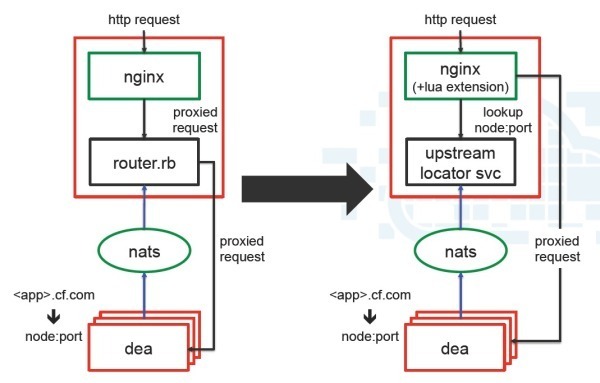 http request
nginx
proxied
request
router.rb
nats
proxied
request
<app>.cf.com
node:port
dea
http request
nginx
(+lua extension)
lookup
node:port
upstream
locator svc
nats
proxied
request
<app>.cf.com
node:port
dea